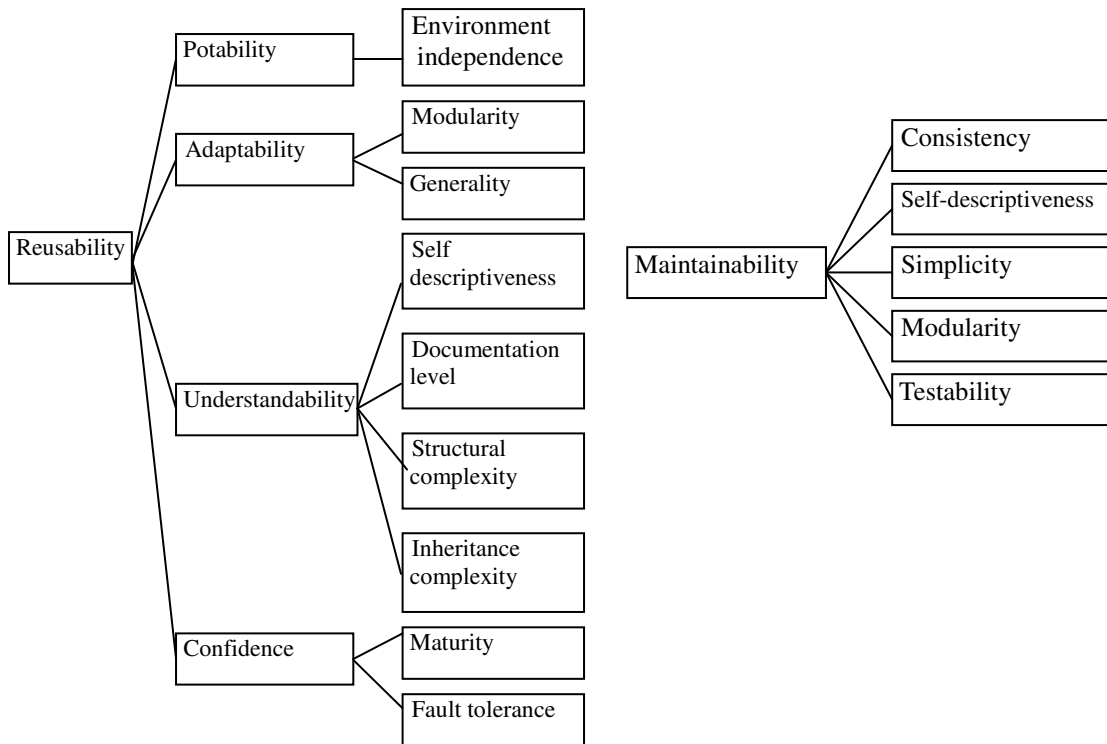 Reusability
Potability
Environment
independence
Adaptability
Modularity
Generality
Understandability
Self
descriptiveness
Documentation
level
Structural
complexity
Inheritance
complexity
Confidence
Maturity
Fault tolerance
Maintainability
Consistency
Self-descriptiveness
Simplicity
Modularity
Testability